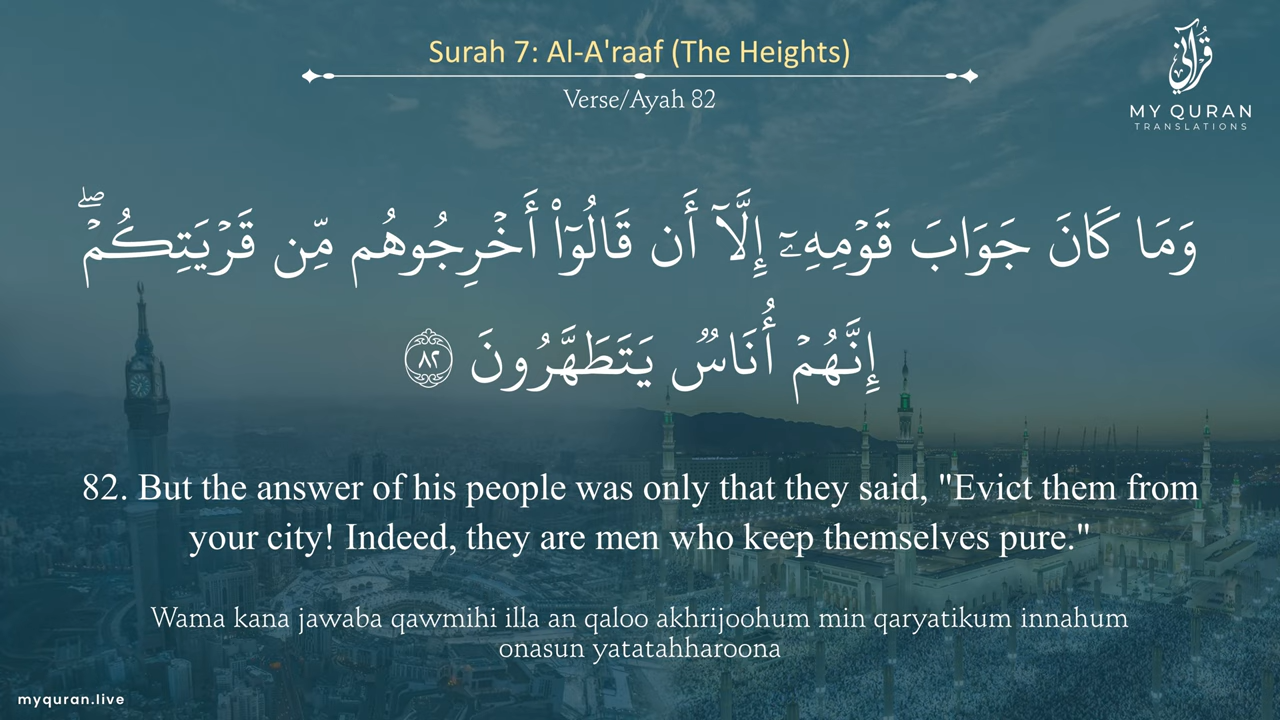 Surah 7: Al-A'raaf (The Heights)
Verse/Ayah 82
قرآني
MY QURAN
TRANSLATIONS
وَمَا كَانَ جَوَابَ قَوْمِهِۦٓ إِلَّآ أَن قَالُوٓا۟ أَخْرِجُوهُم مِّن قَرْيَتِكُمْ ۖ
إِنَّهُمْ أُنَاسٌ يَتَطَهَّرُونَ ٨٢
82. But the answer of his people was only that they said, "Evict them from
your city! Indeed, they are men who keep themselves pure."
Wama kana jawaba qawmihi illa an qaloo akhrijoohum min qaryatikum innahum
onasun yatatahharoona
myquran.live